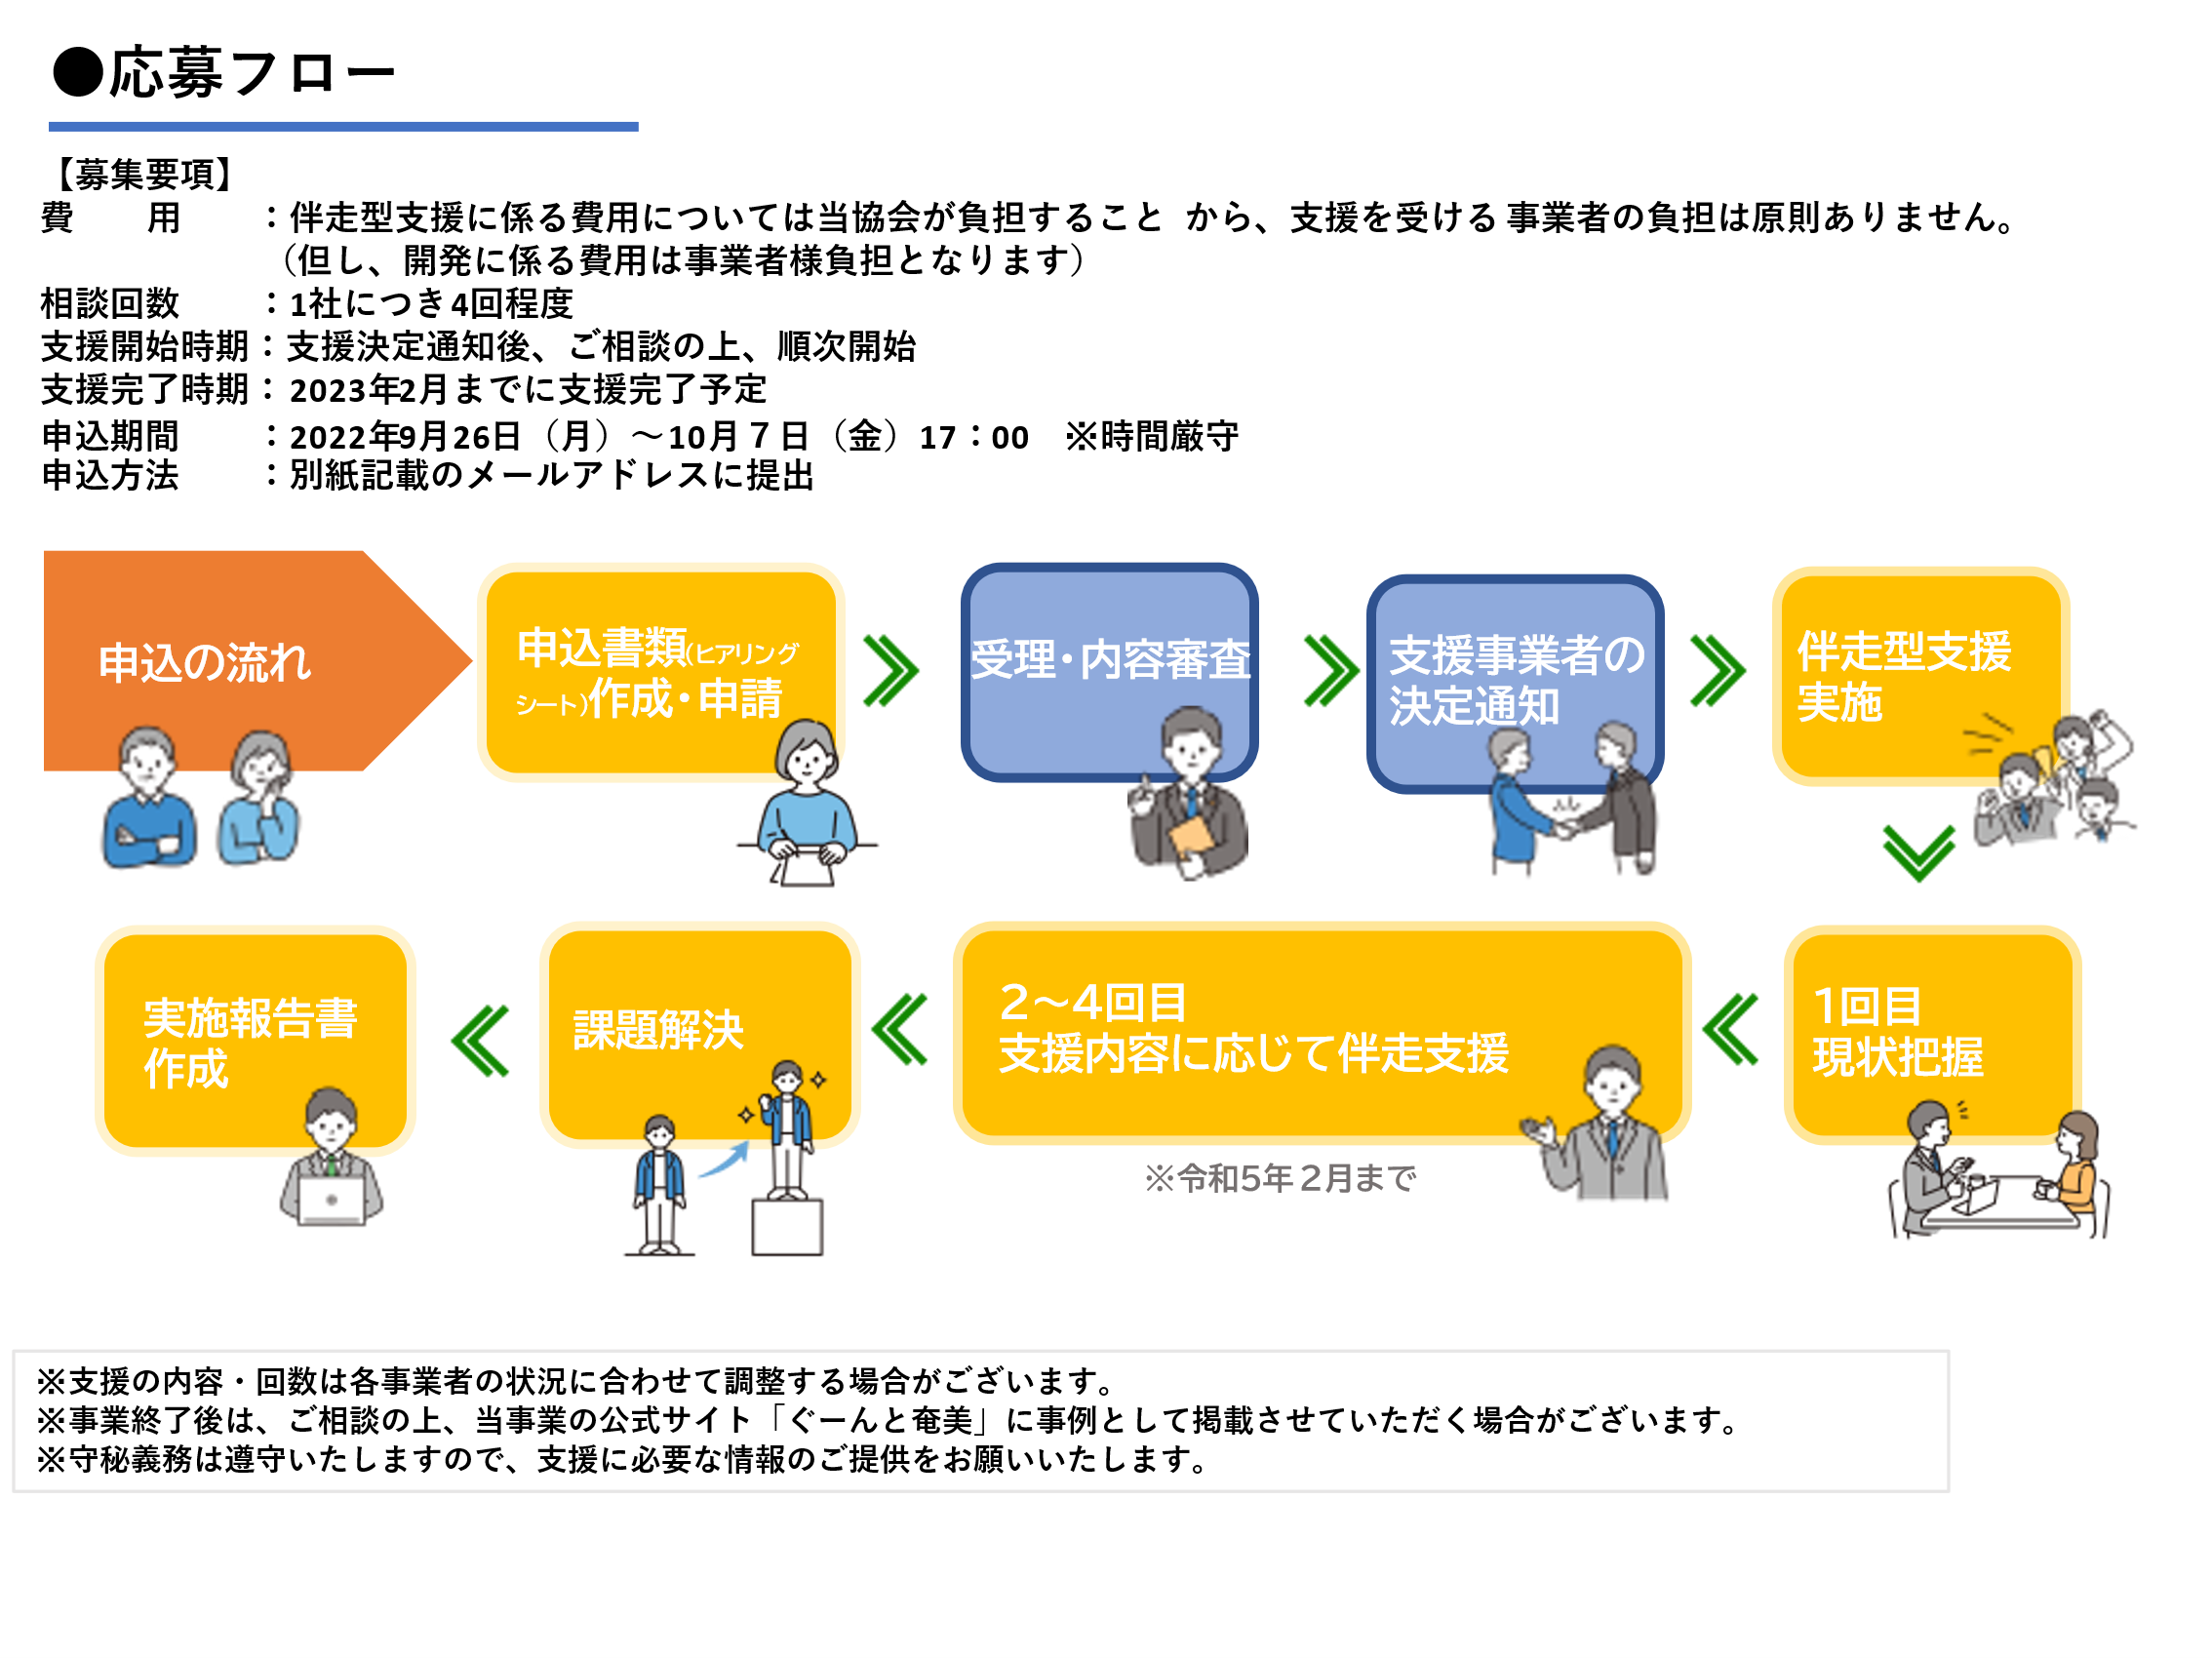 ●応募フロー
【募集要項】
費　　用　　：伴走型支援に係る費用については当協会が負担すること から、支援を受ける 事業者の負担は原則ありません。
（但し、開発に係る費用は事業者様負担となります）
相談回数　　：1社につき4回程度
支援開始時期：支援決定通知後、ご相談の上、順次開始
支援完了時期：2023年2月までに支援完了予定
申込期間　　：2022年9月26日（月）～10月７日（金）17：00　※時間厳守
申込方法　　：別紙記載のメールアドレスに提出
申込の流れ
申込書類(ヒアリング
シート)作成・申請
受理・内容審査
支援事業者の
決定通知
伴走型支援
実施
1回目
現状把握
2～4回目
支援内容に応じて伴走支援
※令和5年２月まで
課題解決
実施報告書
作成
※支援の内容・回数は各事業者の状況に合わせて調整する場合がございます。
※事業終了後は、ご相談の上、当事業の公式サイト「ぐーんと奄美」に事例として掲載させていただく場合がございます。
※守秘義務は遵守いたしますので、支援に必要な情報のご提供をお願いいたします。